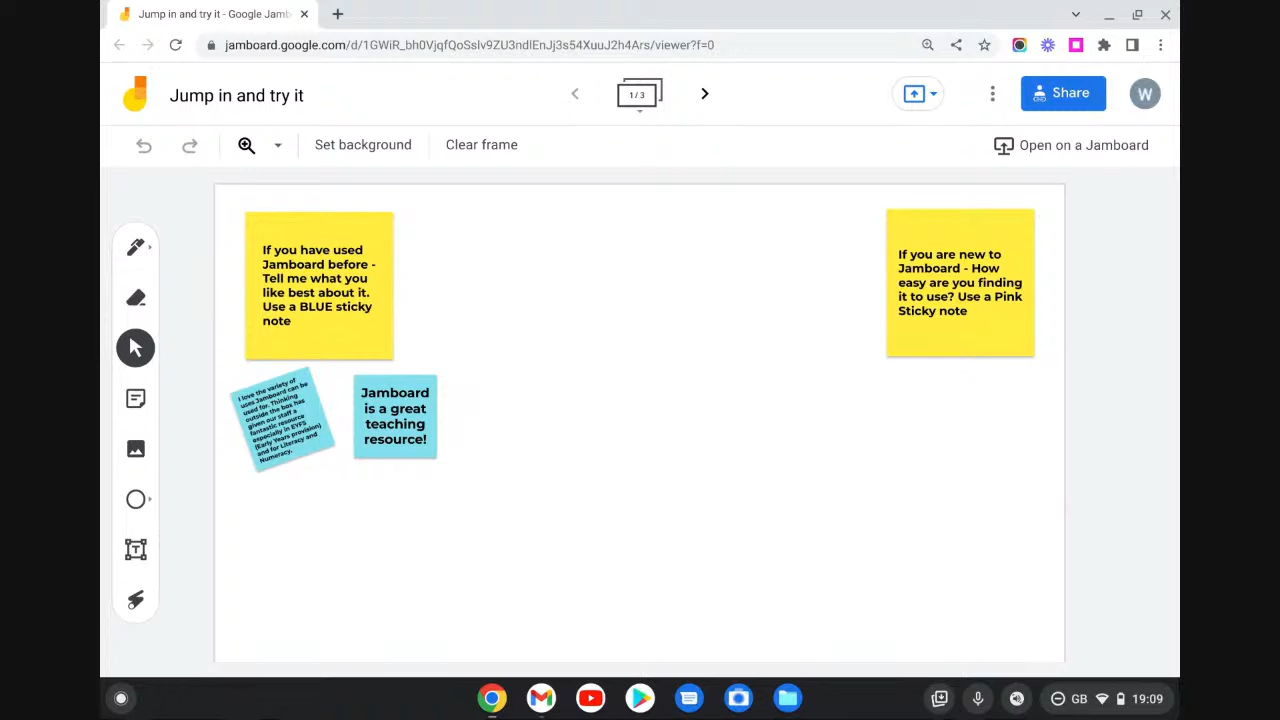 Jump in and try it - Google Jamb
jamboard.google.com/d/1GWiR_bh0VjqfQoSslv9ZU3ndlEnJj3s54XuuJ2h4Ars/viewer?f=0
Jump in and try it
1 / 3
Share
W
Set background
Clear frame
Open on a Jamboard
If you have used
Jamboard before -
Tell me what you
like best about it.
Use a BLUE sticky
note
If you are new to
Jamboard - How
easy are you finding
it to use? Use a Pink
Sticky note
I love the variety of
uses Jamboard can be
used for. Thinking
outside the box has
given our staff a
fantastic resource
especially in EYFS
(Early Years provision)
and for Literacy and
Numeracy.
Jamboard
is a great
teaching
resource!
T
GB
19:09